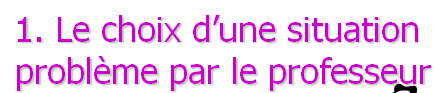 1. Le choix d’une situation
problème par le professeur